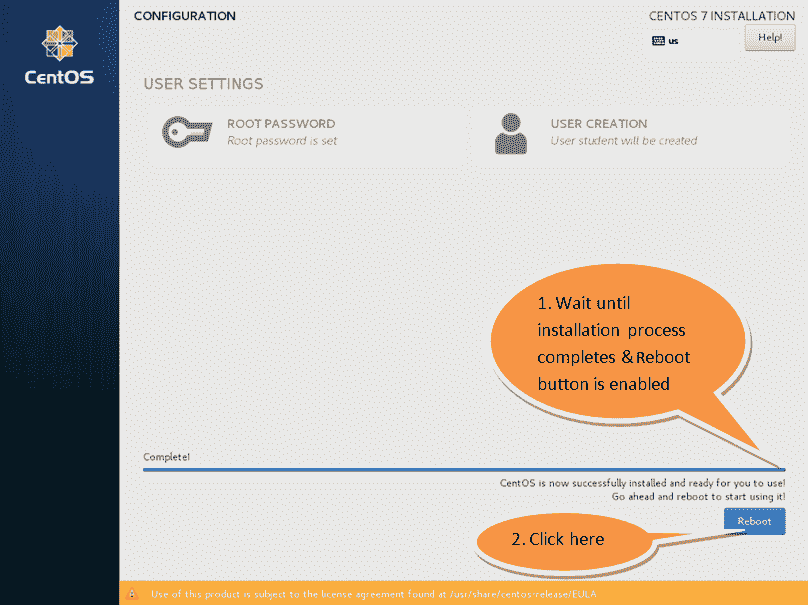 CONFIGURATION
CENTOS 7 INSTALLATION
us
Help!
CentOS
USER SETTINGS
ROOT PASSWORD
Root password is set
USER CREATION
User student will be created
1. Wait until
installation process
completes & Reboot
button is enabled
Complete!
CentOS is now successfully installed and ready for you to use!
Go ahead and reboot to start using it!
Reboot
2. Click here
Use of this product is subject to the license agreement found at /usr/share/centos-release/EULA